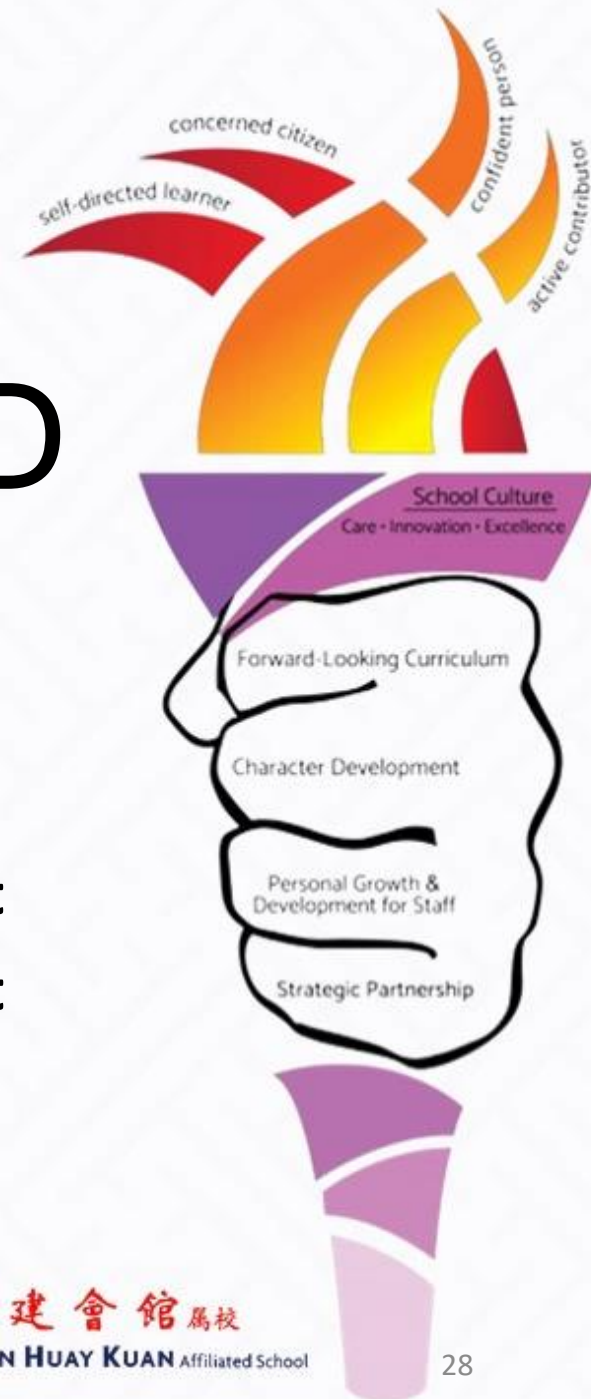 concerned citizen
self-directed learner
confident person
active contributor
D
School Culture
Care • Innovation • Excellence
Forward-Looking Curriculum
Character Development
Personal Growth &
Development for Staff
Strategic Partnership
t
t
建會館属校
N HUAY KUAN Affiliated School
28